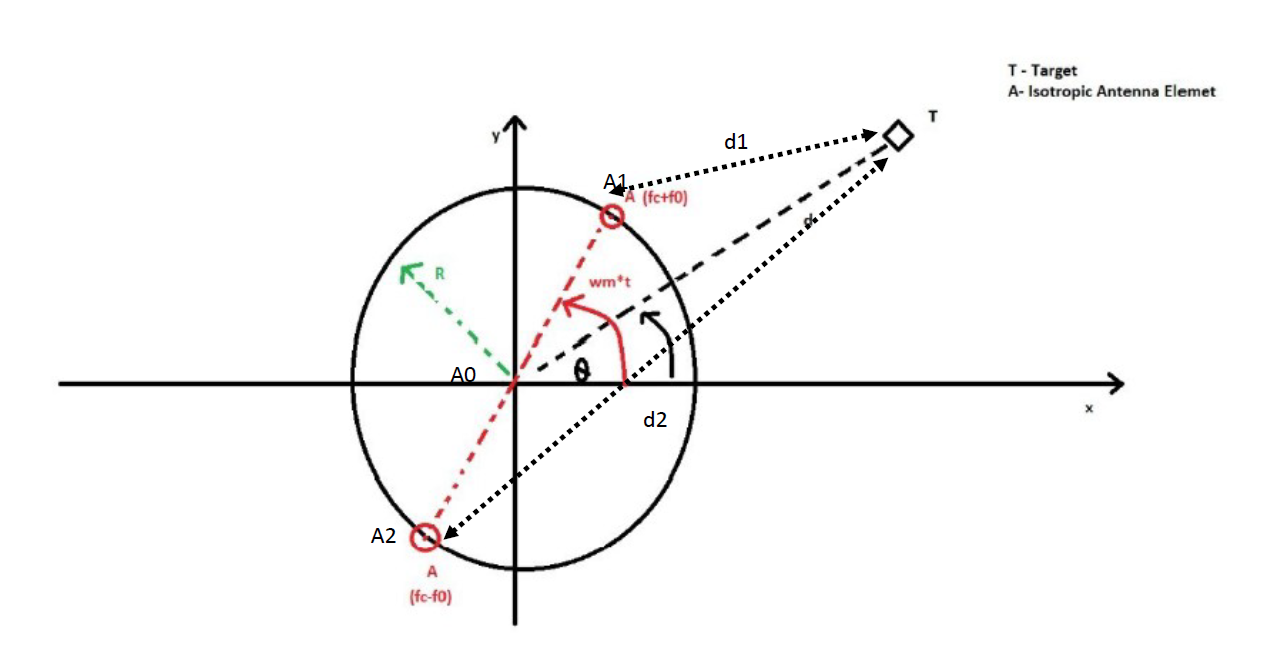 T - Target
A- Isotropic Antenna Elemet
T
y
d1
A1
A (fc+f0)
d
R
wm*t
A0
θ
x
d2
A2
A
(fc-f0)